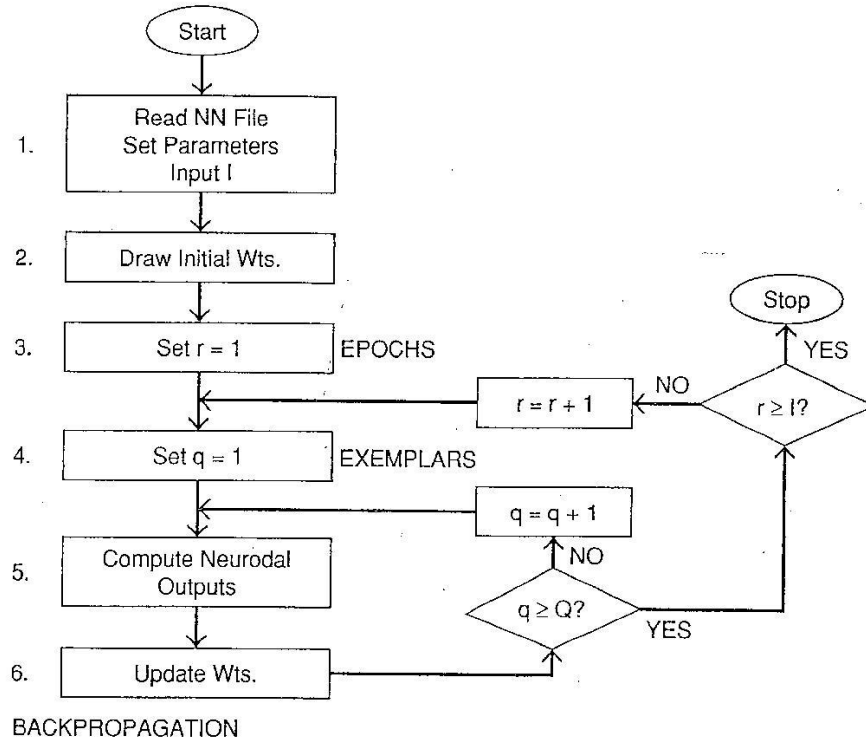 Start
1.
Read NN File
Set Parameters
Input I
2.
Draw Initial Wts.
Stop
YES
3.
Set r = 1
EPOCHS
NO
r = r + 1
r ≥ I?
4.
Set q = 1
EXEMPLARS
q = q + 1
5.
Compute Neurodal
Outputs
NO
q ≥ Q?
YES
6.
Update Wts.
BACKPROPAGATION